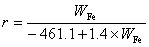 r = W_Fe / (-461.1 + 1.4 × W_Fe)